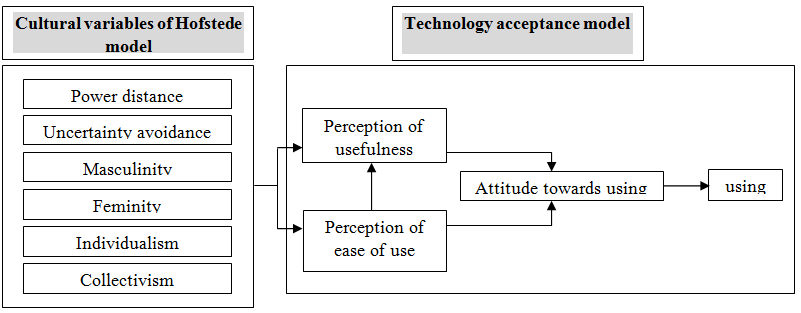 Cultural variables of Hofstede
model
Technology acceptance model
Power distance
Uncertainty avoidance
Masculinity
Feminity
Individualism
Collectivism
Perception of
usefulness
Perception of
ease of use
Attitude towards using
using